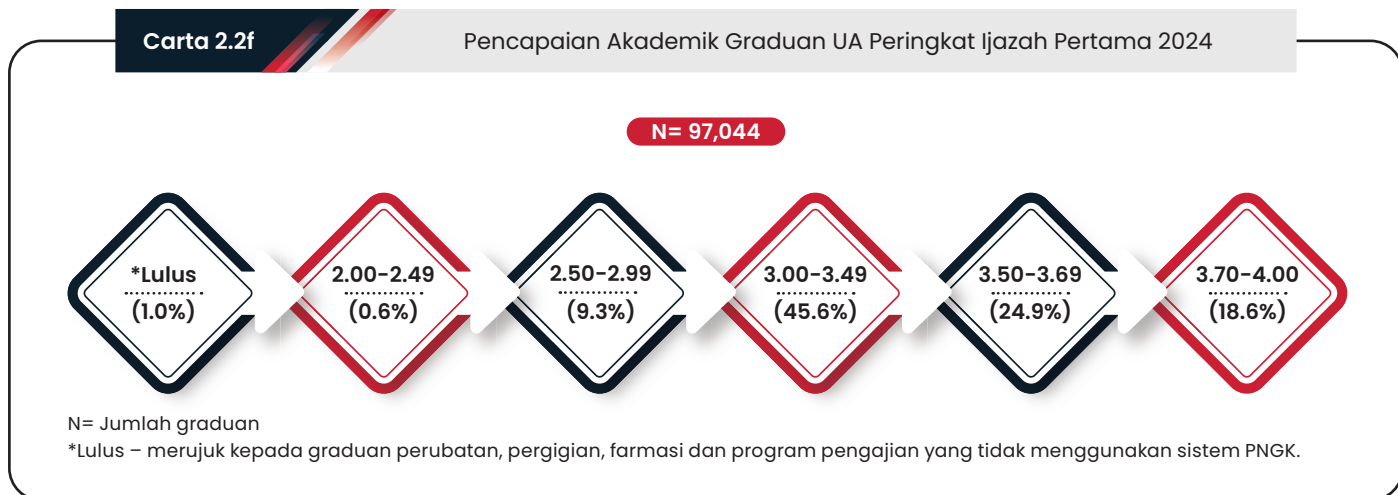 Carta 2.2f
Pencapaian Akademik Graduan UA Peringkat Ijazah Pertama 2024
N= 97,044
*Lulus
(1.0%)
2.00-2.49
(0.6%)
2.50-2.99
(9.3%)
3.00-3.49
(45.6%)
3.50-3.69
(24.9%)
3.70-4.00
(18.6%)
N= Jumlah graduan
*Lulus – merujuk kepada graduan perubatan, pergigian, farmasi dan program pengajian yang tidak menggunakan sistem PNGK.